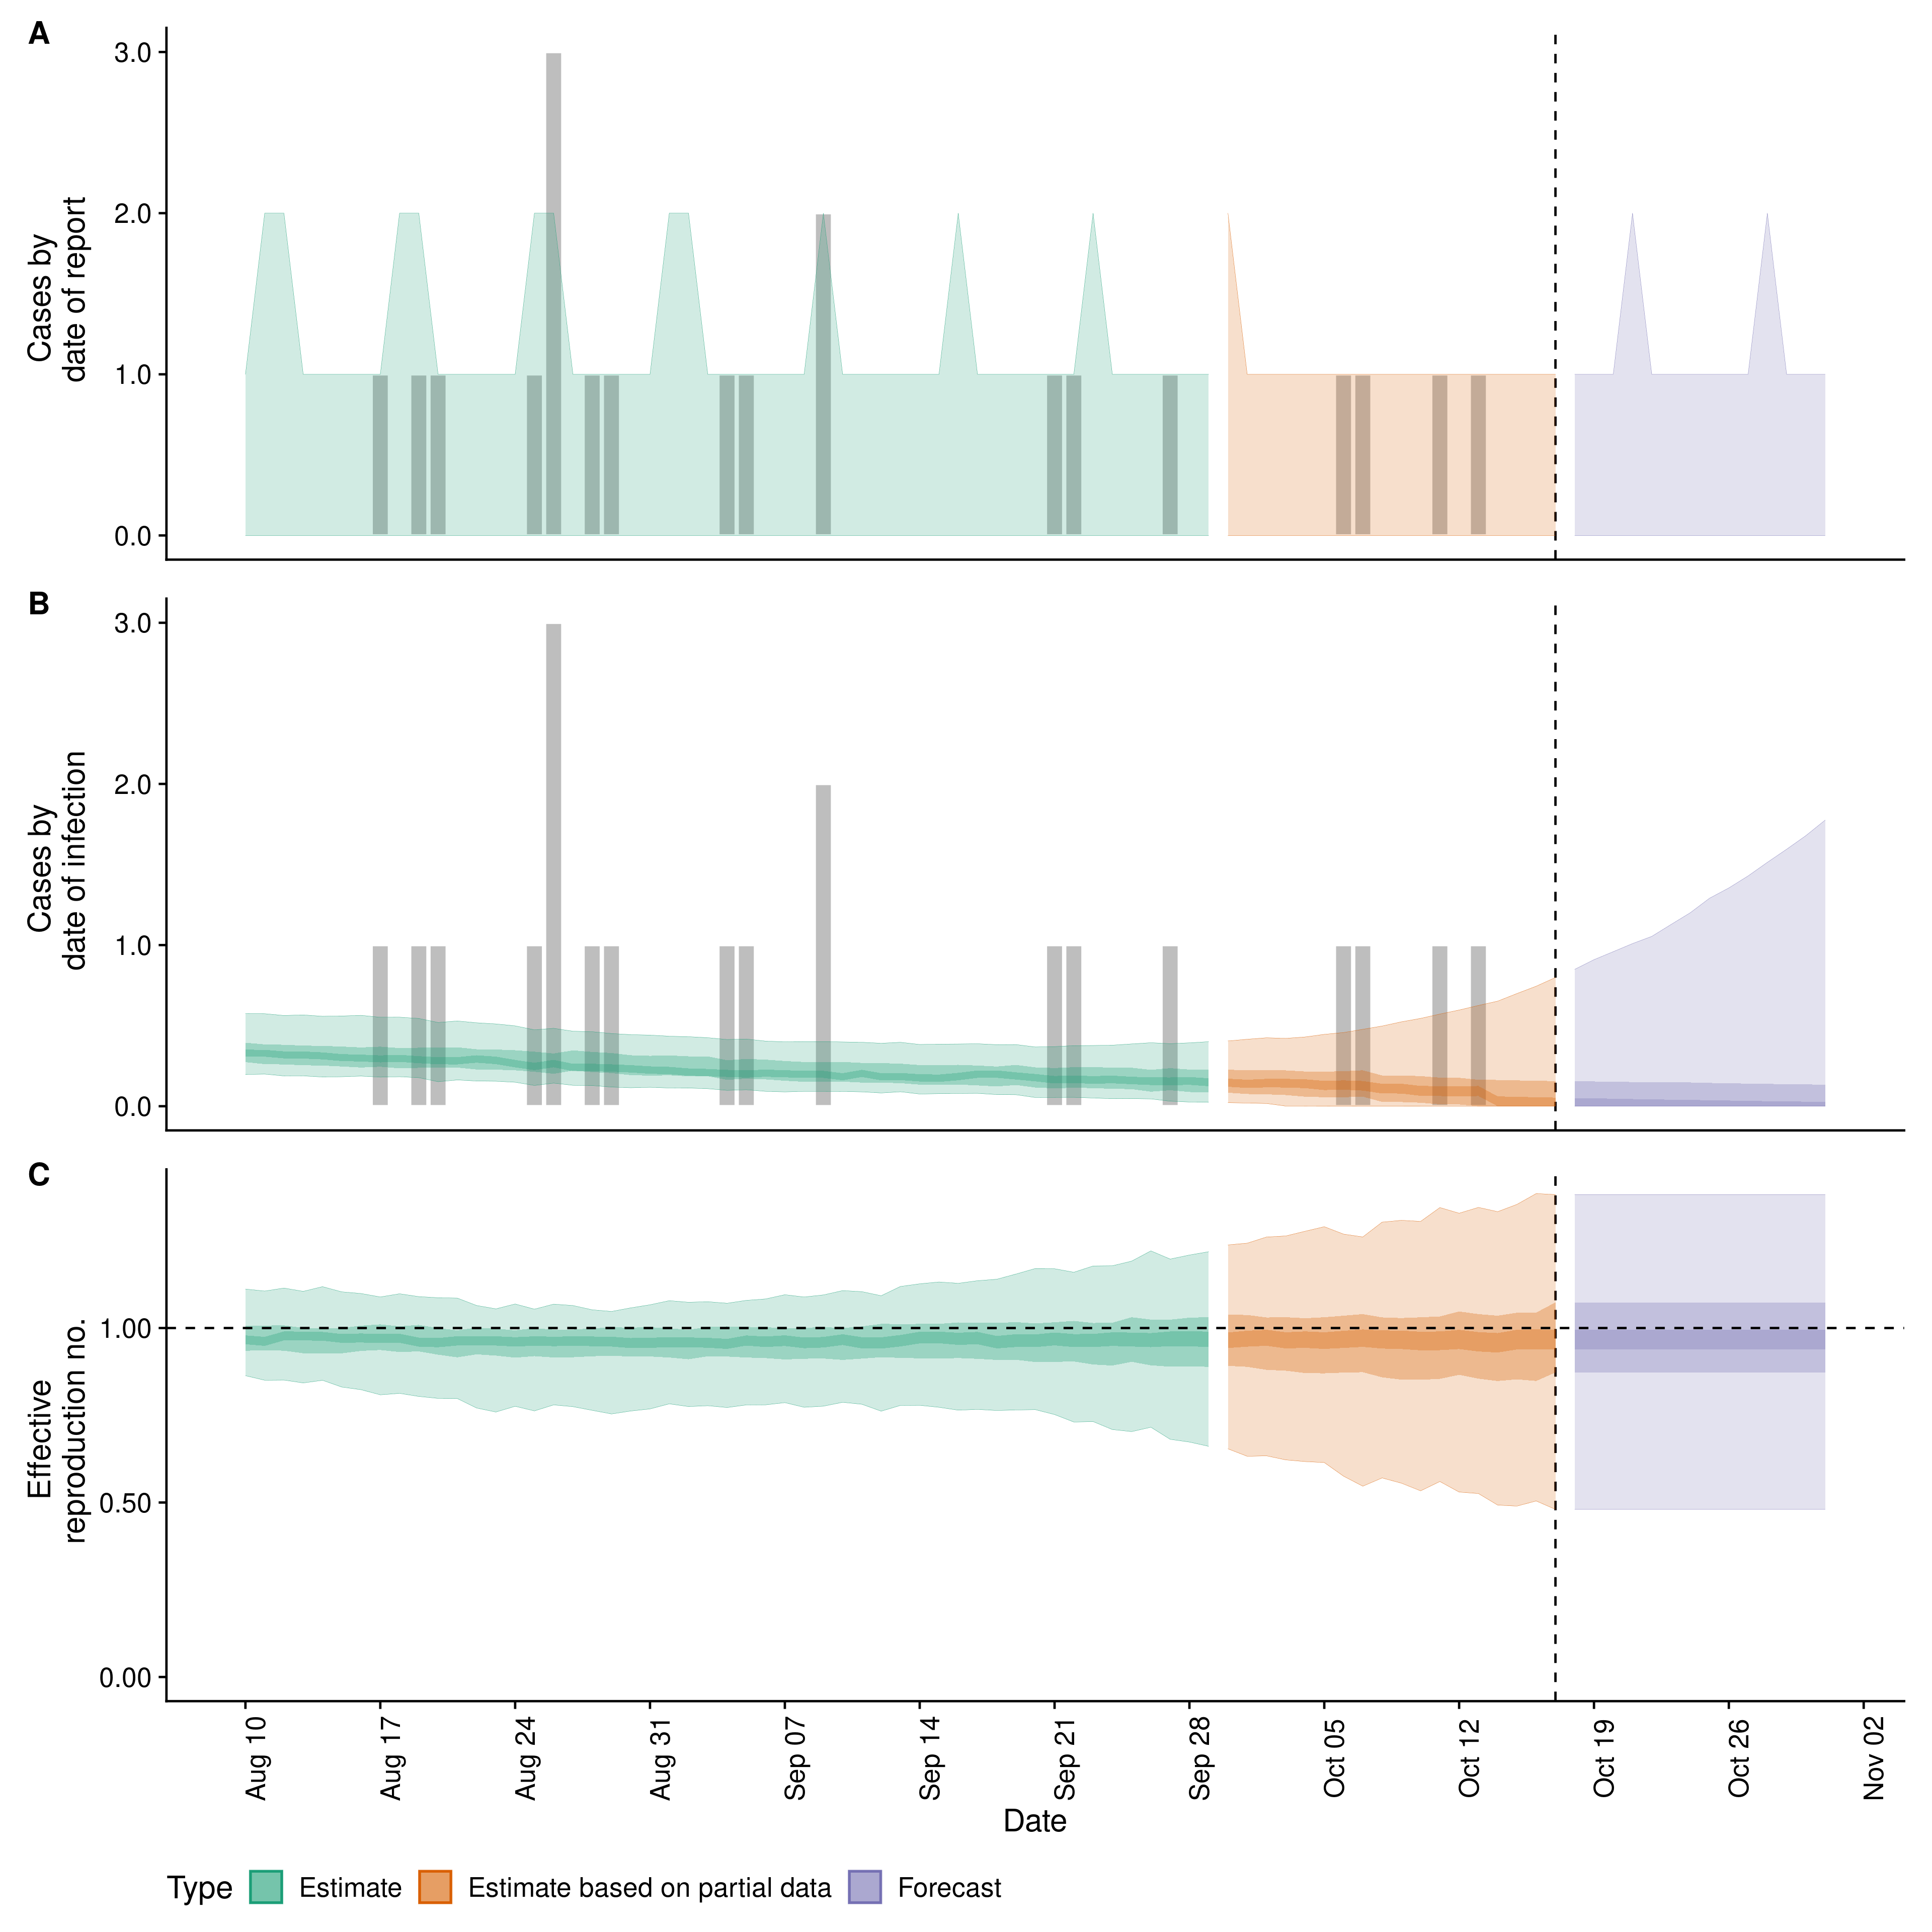 A
Cases by
date of report
3.0
2.0
1.0
0.0
B
Cases by
date of infection
3.0
2.0
1.0
0.0
C
Effective
reproduction no.
1.00
0.50
0.00
Aug 10
Aug 17
Aug 24
Aug 31
Sep 07
Sep 14
Sep 21
Sep 28
Oct 05
Oct 12
Oct 19
Oct 26
Nov 02
Date
Type Estimate Estimate based on partial data Forecast